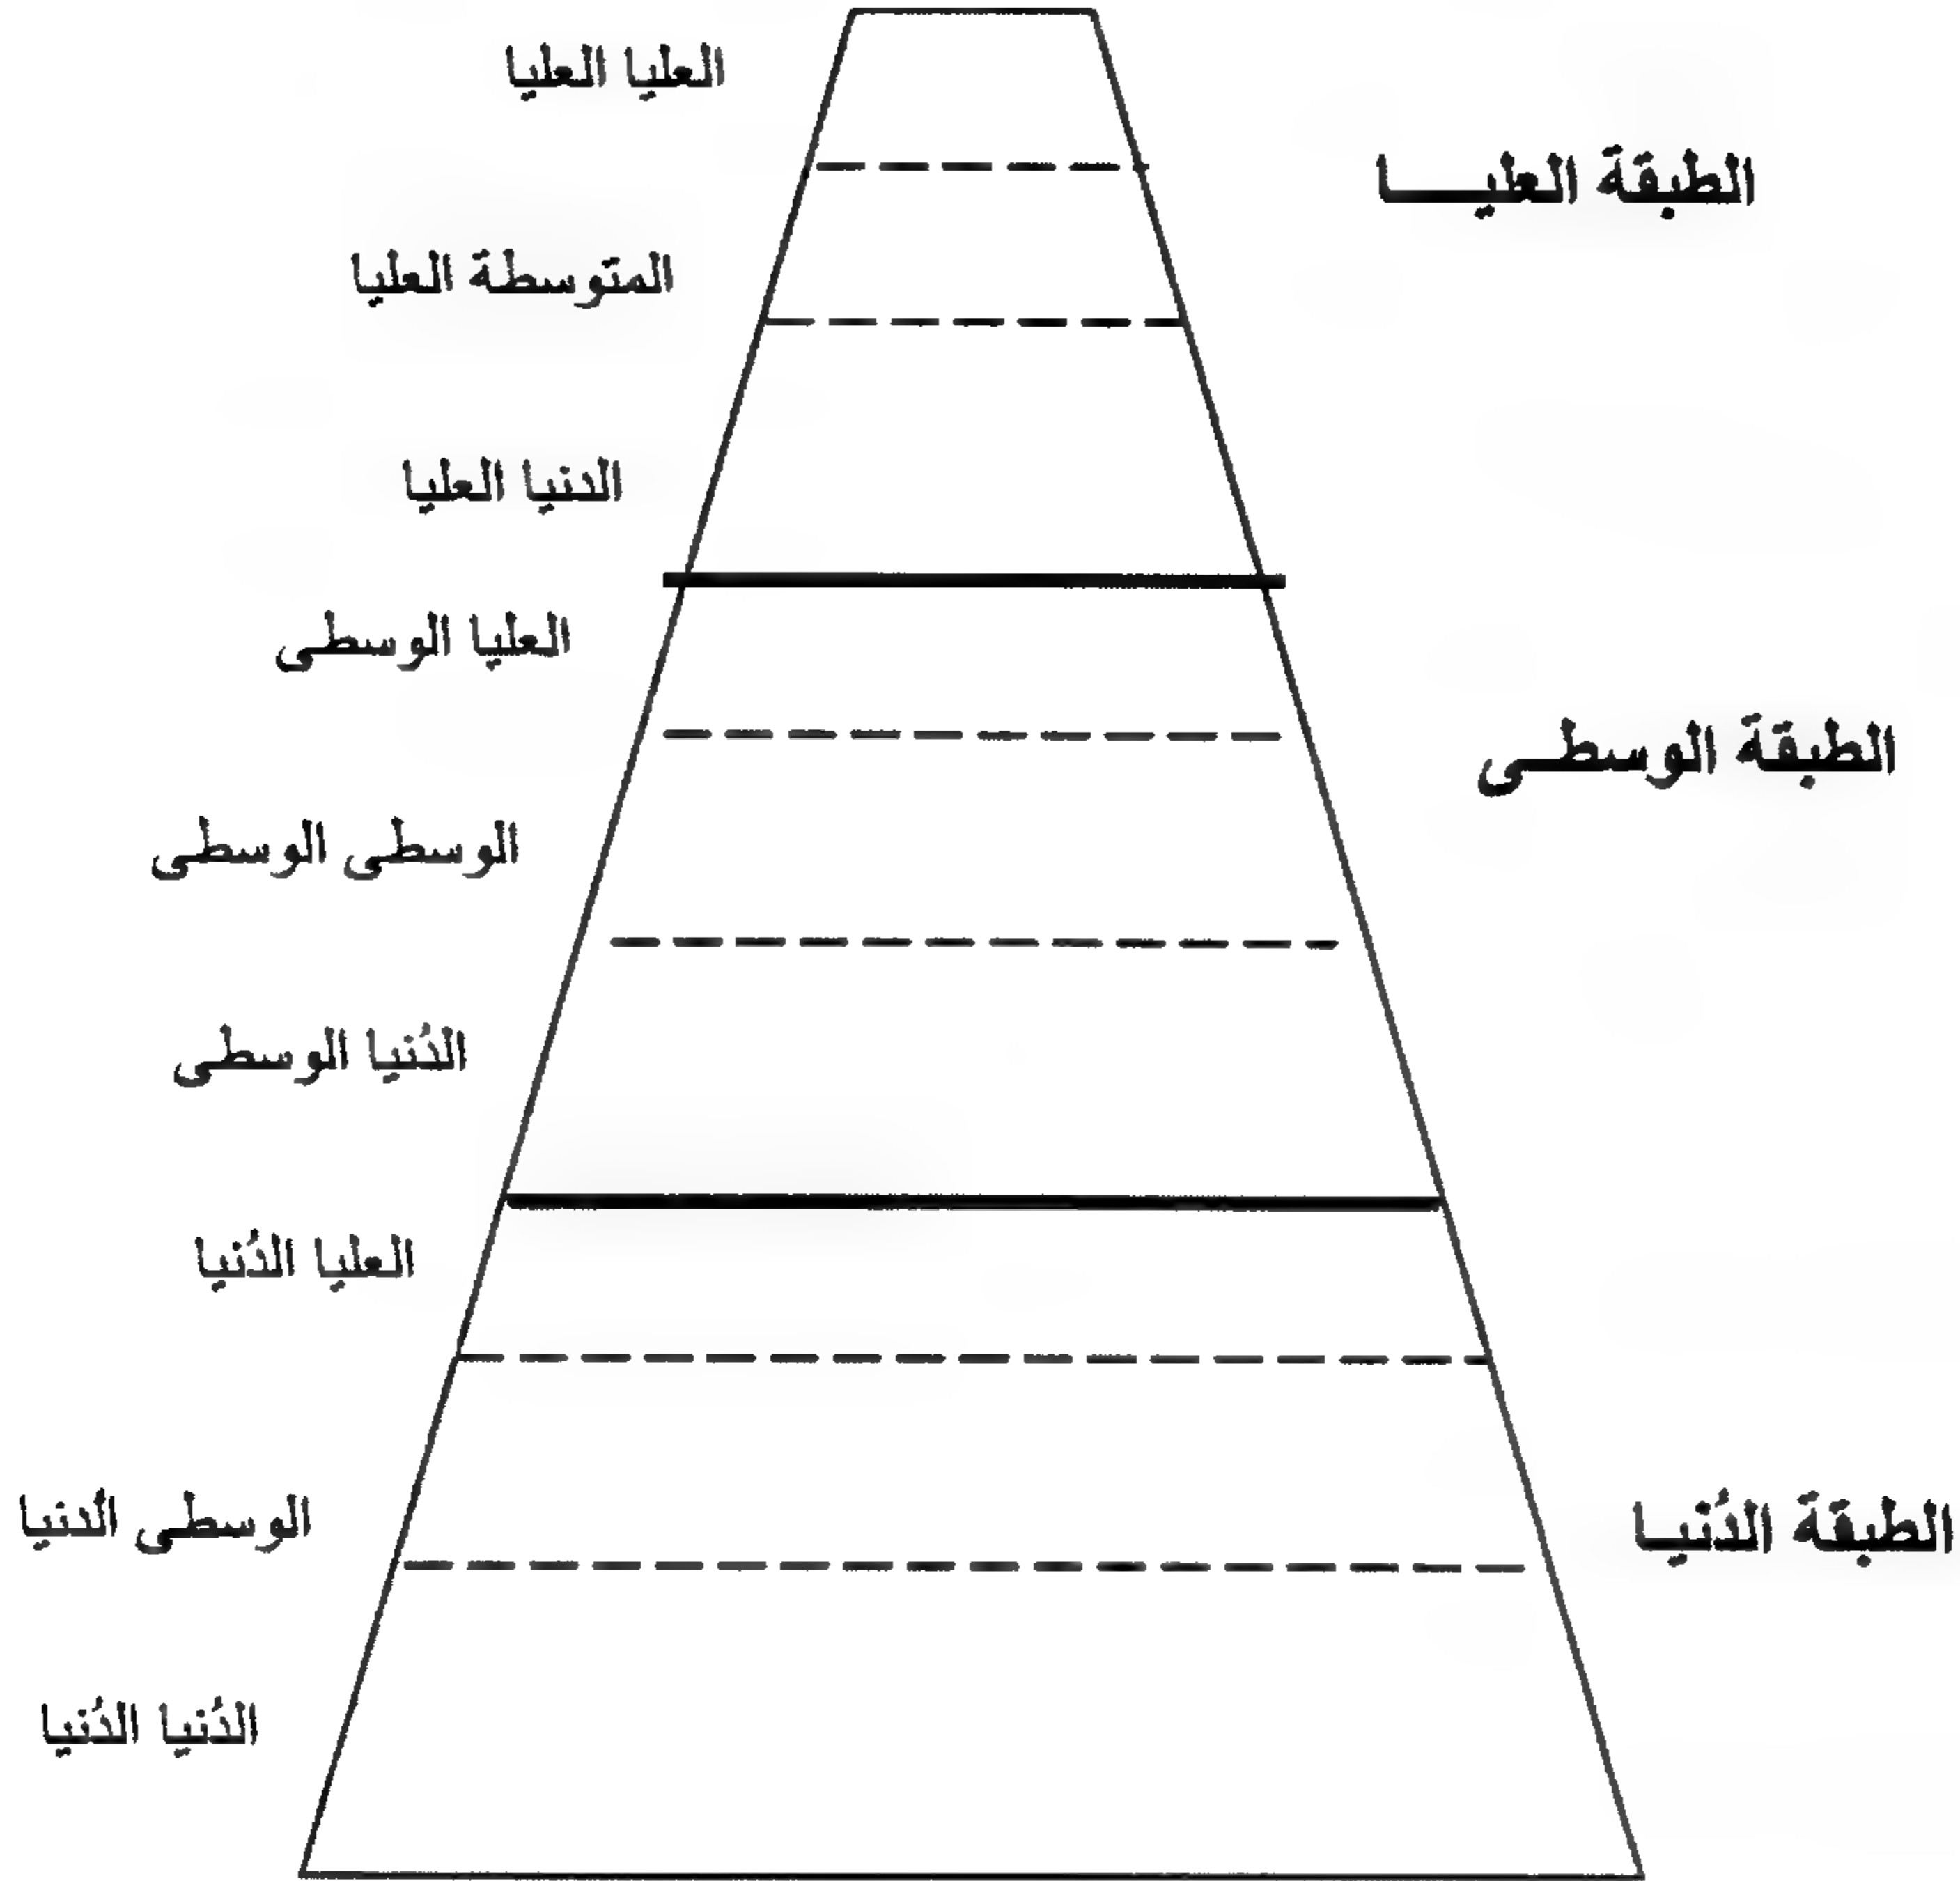 العليا العليا
الطبقة العليـــا
المتوسطة العليا
الدنيا العليا
العليا الوسطى
الطبقة الوسطـى
الوسطى الوسطى
الدُنيا الوسطى
العليا الدُنيا
الوسطى الدنيا
الطبقة الدُنيـا
الدُنيا الدُنيا